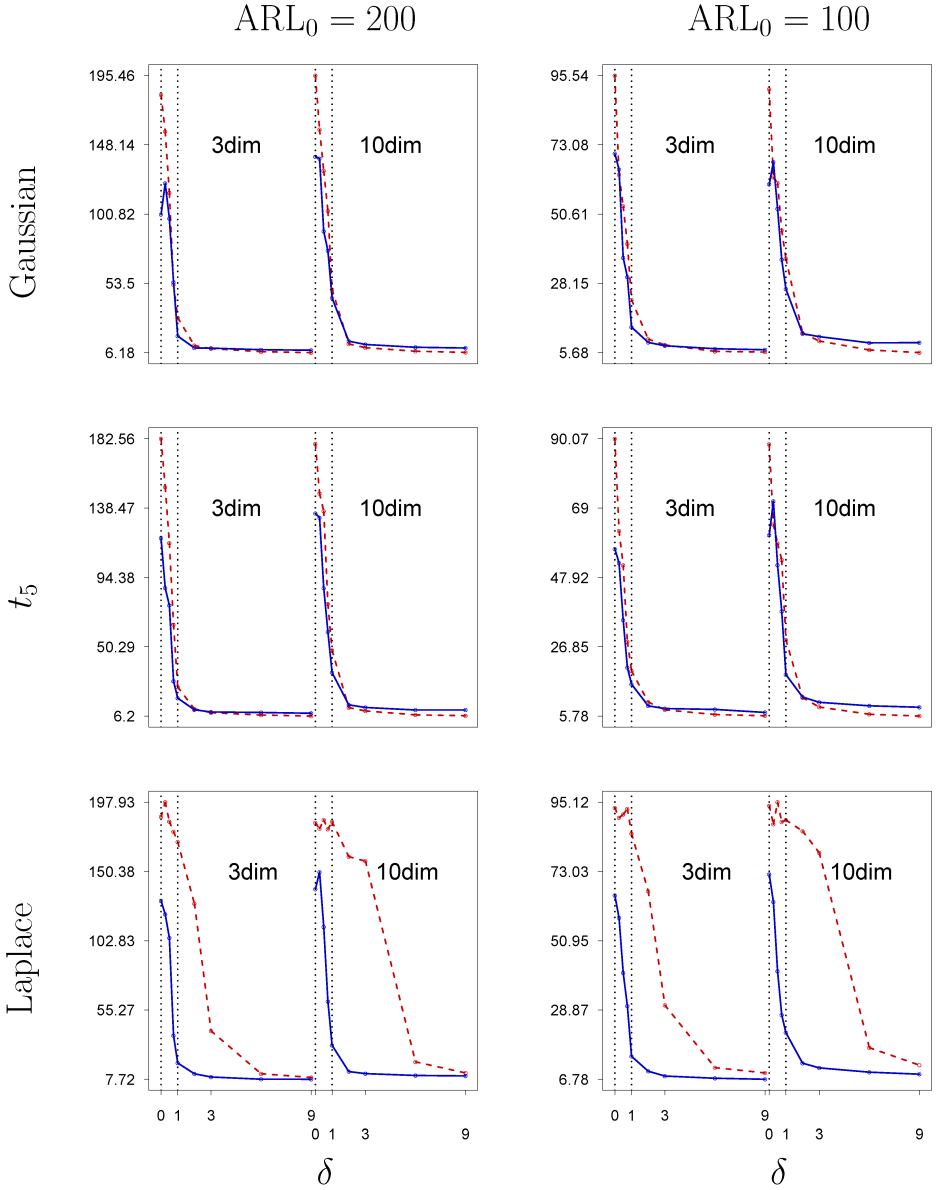 ARL₀ = 200 ARL₀ = 100
Gaussian
195.46
148.14
100.82
53.5
6.18
3dim 10dim
95.54
73.08
50.61
28.15
5.68
3dim 10dim
t₅
182.56
138.47
94.38
50.29
6.2
3dim 10dim
90.07
69
47.92
26.85
5.78
3dim 10dim
Laplace
197.93
150.38
102.83
55.27
7.72
3dim 10dim
95.12
73.03
50.95
28.87
6.78
3dim 10dim
0 1 3 9
0 1 3 9
0 1 3 9
0 1 3 9
δ δ